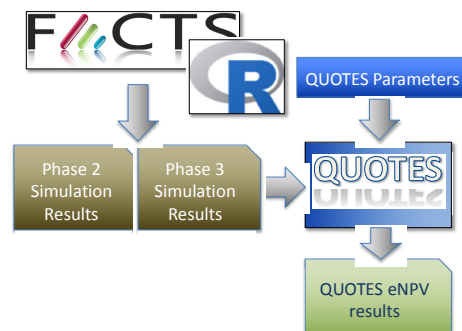 FACTS
R
QUOTES Parameters
Phase 2
Simulation
Results
Phase 3
Simulation
Results
QUOTES
QUOTES eNPV
results